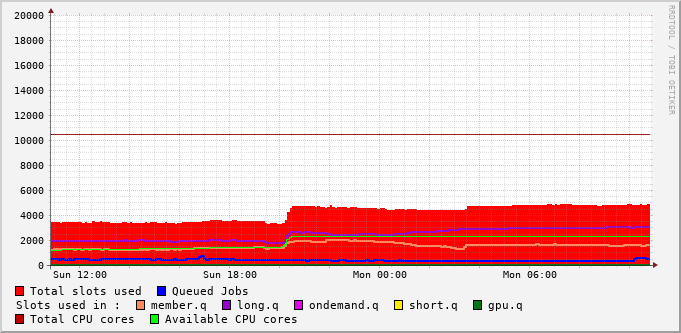 20000
18000
16000
14000
12000
10000
8000
6000
4000
2000
0
Sun 12:00 Sun 18:00 Mon 00:00 Mon 06:00
Total slots used Queued Jobs
Slots used in : member.q long.q ondemand.q short.q gpu.q
Total CPU cores Available CPU cores
RRDTOOL / TOBI OETIKER